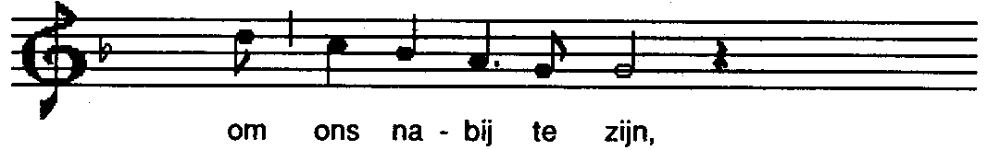 om ons na - bij te zijn,